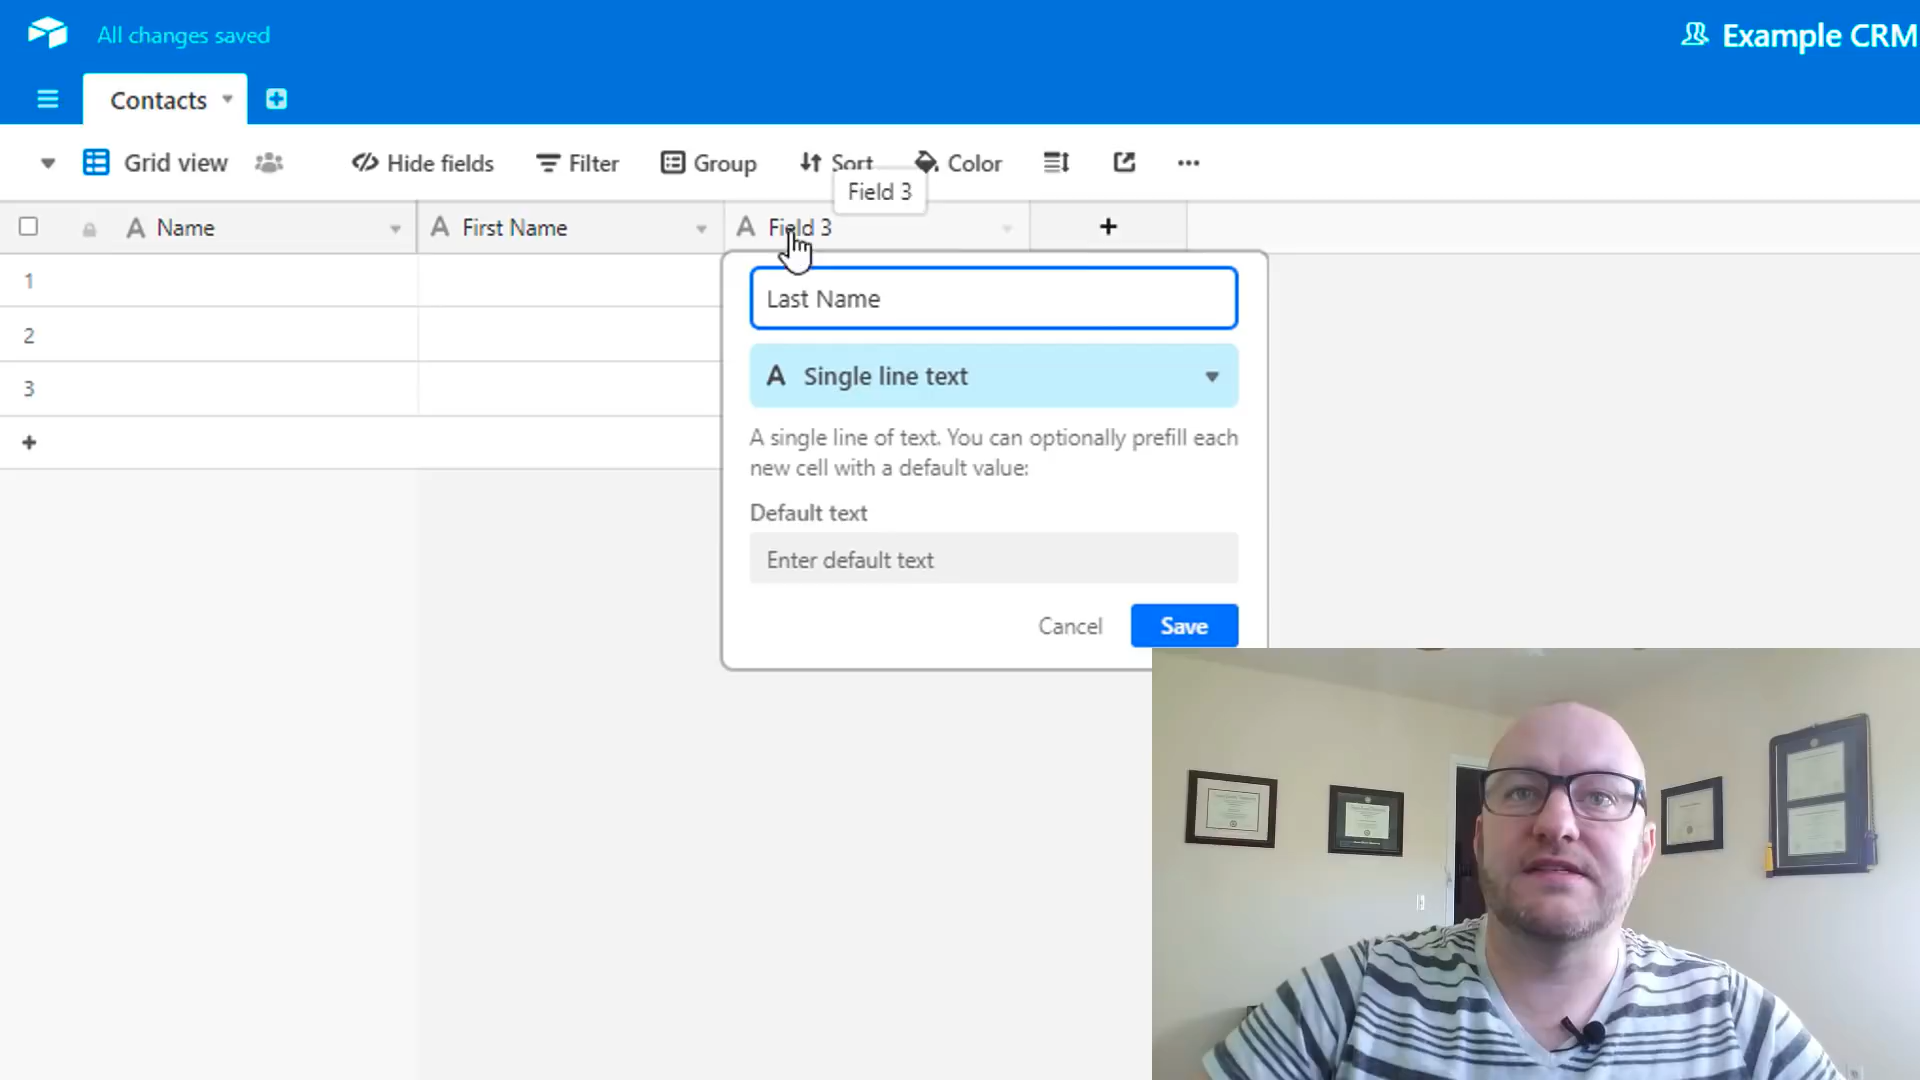 All changes saved
Example CRM
Contacts
Grid view
Hide fields
Filter
Group
Sort
Color
Field 3
Name
First Name
Field 3
1
2
3
Last Name
A Single line text
A single line of text. You can optionally prefill each
new cell with a default value:
Default text
Enter default text
Cancel
Save